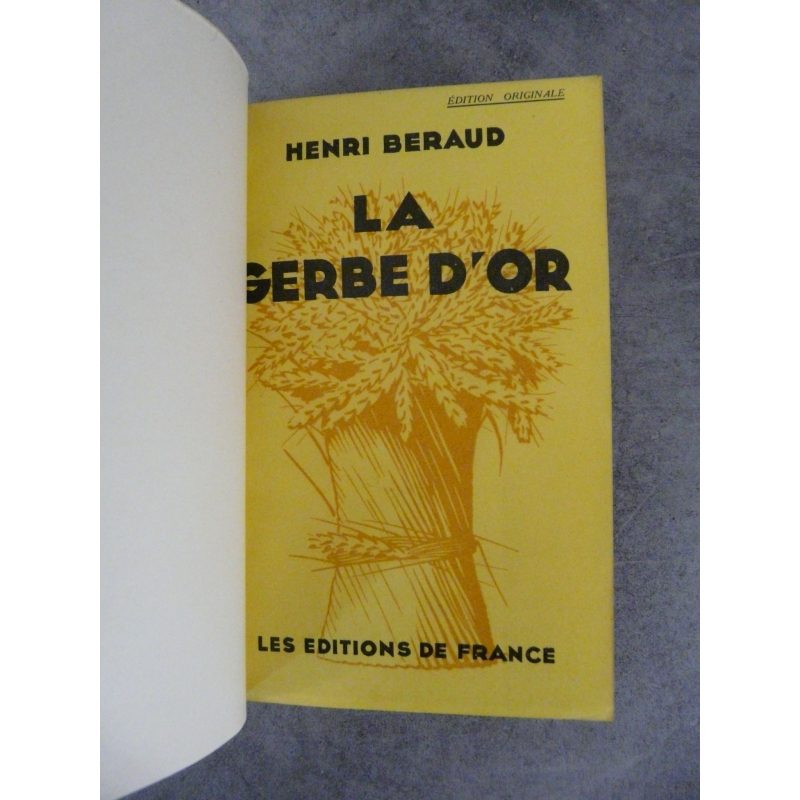 ÉDITION ORIGINALE
HENRI BERAUD
LA
GERBE D'OR
LES EDITIONS DE FRANCE